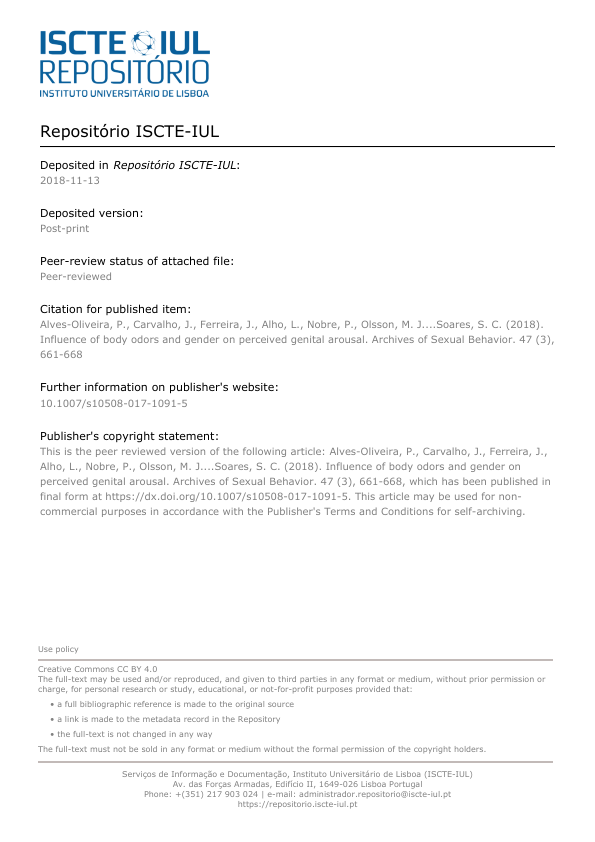 ISCTE IUL
REPOSITÓRIO
INSTITUTO UNIVERSITÁRIO DE LISBOA
Repositório ISCTE-IUL
Deposited in Repositório ISCTE-IUL:
2018-11-13
Deposited version:
Post-print
Peer-review status of attached file:
Peer-reviewed
Citation for published item:
Alves-Oliveira, P., Carvalho, J., Ferreira, J., Alho, L., Nobre, P., Olsson, M. J....Soares, S. C. (2018).
Influence of body odors and gender on perceived genital arousal. Archives of Sexual Behavior. 47 (3),
661-668
Further information on publisher's website:
10.1007/s10508-017-1091-5
Publisher's copyright statement:
This is the peer reviewed version of the following article: Alves-Oliveira, P., Carvalho, J., Ferreira, J.,
Alho, L., Nobre, P., Olsson, M. J....Soares, S. C. (2018). Influence of body odors and gender on
perceived genital arousal. Archives of Sexual Behavior. 47 (3), 661-668, which has been published in
final form at https://dx.doi.org/10.1007/s10508-017-1091-5. This article may be used for non-
commercial purposes in accordance with the Publisher's Terms and Conditions for self-archiving.
Use policy
Creative Commons CC BY 4.0
The full-text may be used and/or reproduced, and given to third parties in any format or medium, without prior permission or
charge, for personal research or study, educational, or not-for-profit purposes provided that:
• a full bibliographic reference is made to the original source
• a link is made to the metadata record in the Repository
• the full-text is not changed in any way
The full-text must not be sold in any format or medium without the formal permission of the copyright holders.
Serviços de Informação e Documentação, Instituto Universitário de Lisboa (ISCTE-IUL)
Av. das Forças Armadas, Edifício II, 1649-026 Lisboa Portugal
Phone: +(351) 217 903 024 | e-mail: administrador.repositorio@iscte-iul.pt
https://repositorio.iscte-iul.pt